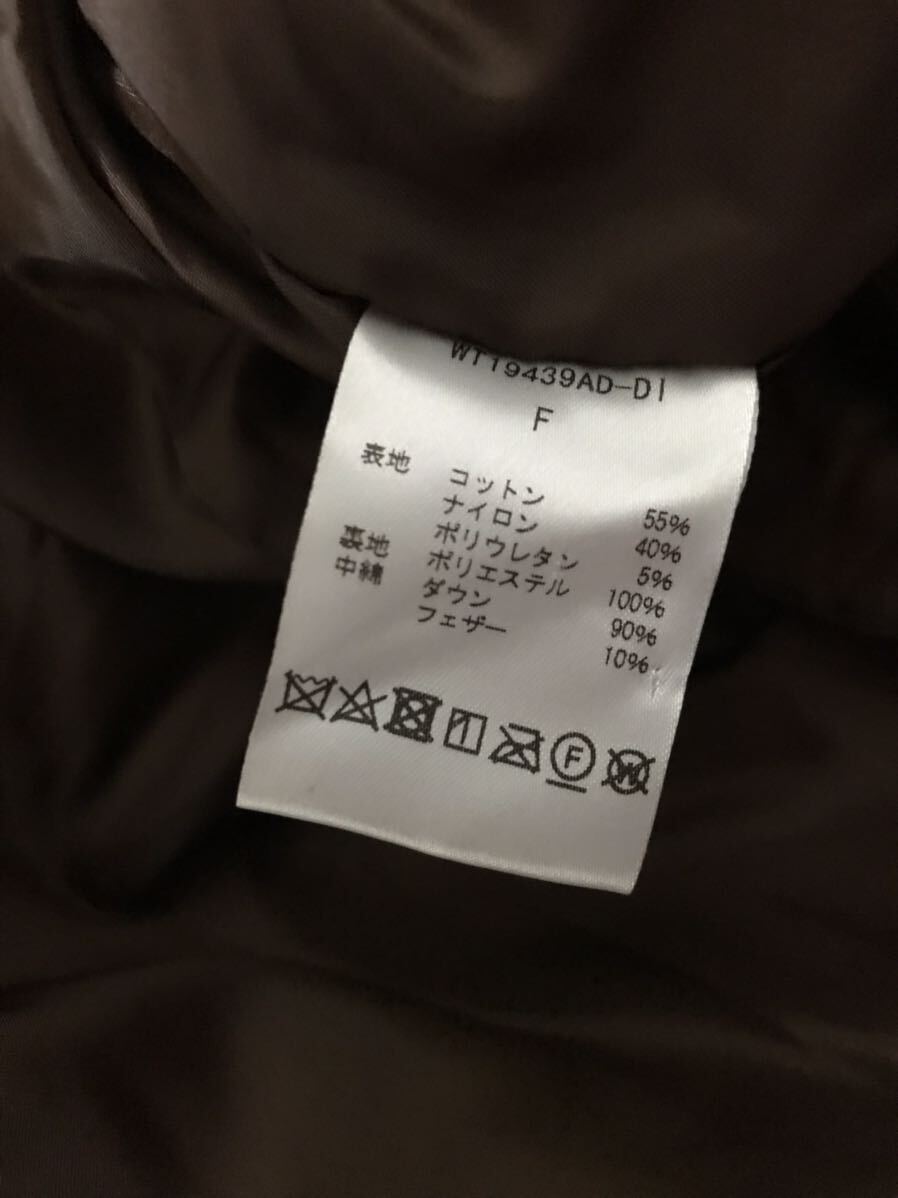 WT19439AD-DI
F
表地 コットン 55%
ナイロン 40%
ポリウレタン 5%
裏地 ポリエステル 100%
中綿 ダウン 90%
フェザー 10%
F W